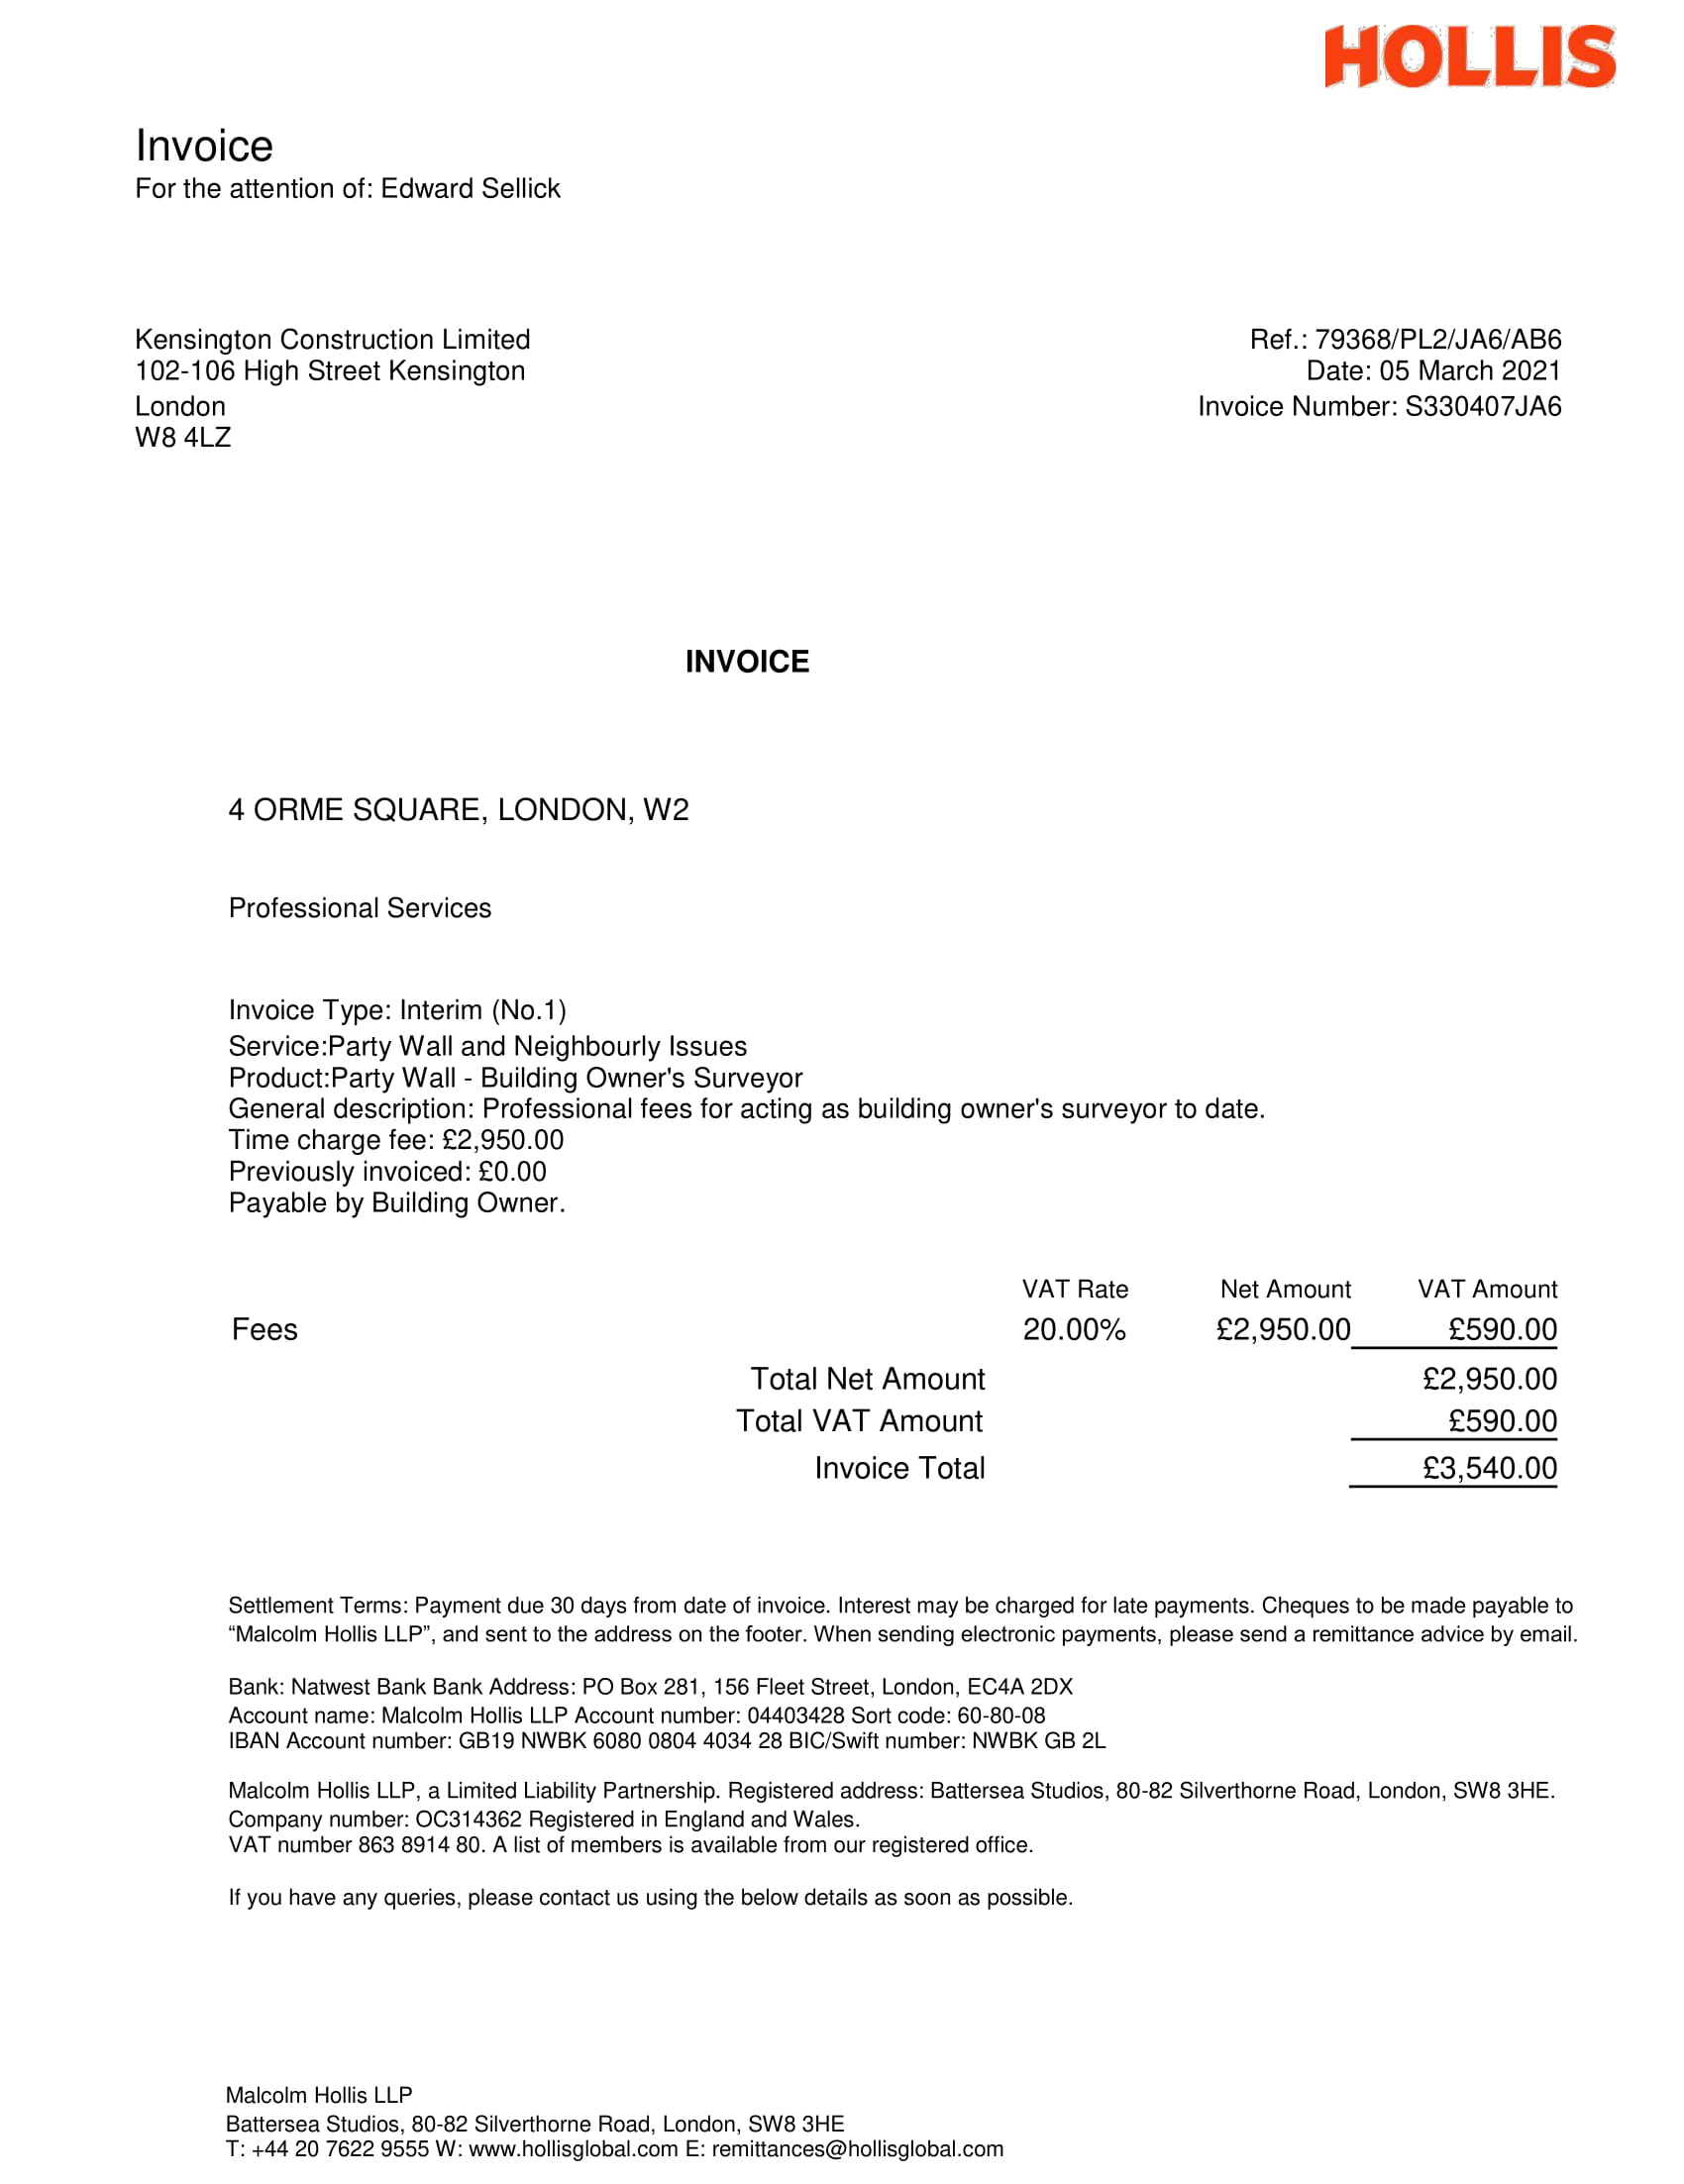 HOLLIS
Invoice
For the attention of: Edward Sellick
Kensington Construction Limited
102-106 High Street Kensington
London
W8 4LZ
Ref.: 79368/PL2/JA6/AB6
Date: 05 March 2021
Invoice Number: S330407JA6
INVOICE
4 ORME SQUARE, LONDON, W2
Professional Services
Invoice Type: Interim (No.1)
Service:Party Wall and Neighbourly Issues
Product:Party Wall - Building Owner's Surveyor
General description: Professional fees for acting as building owner's surveyor to date.
Time charge fee: £2,950.00
Previously invoiced: £0.00
Payable by Building Owner.
VAT Rate Net Amount VAT Amount
Fees 20.00% £2,950.00 £590.00
Total Net Amount £2,950.00
Total VAT Amount £590.00
Invoice Total £3,540.00
Settlement Terms: Payment due 30 days from date of invoice. Interest may be charged for late payments. Cheques to be made payable to
“Malcolm Hollis LLP”, and sent to the address on the footer. When sending electronic payments, please send a remittance advice by email.
Bank: Natwest Bank Bank Address: PO Box 281, 156 Fleet Street, London, EC4A 2DX
Account name: Malcolm Hollis LLP Account number: 04403428 Sort code: 60-80-08
IBAN Account number: GB19 NWBK 6080 0804 4034 28 BIC/Swift number: NWBK GB 2L
Malcolm Hollis LLP, a Limited Liability Partnership. Registered address: Battersea Studios, 80-82 Silverthorne Road, London, SW8 3HE.
Company number: OC314362 Registered in England and Wales.
VAT number 863 8914 80. A list of members is available from our registered office.
If you have any queries, please contact us using the below details as soon as possible.
Malcolm Hollis LLP
Battersea Studios, 80-82 Silverthorne Road, London, SW8 3HE
T: +44 20 7622 9555 W: www.hollisglobal.com E: remittances@hollisglobal.com